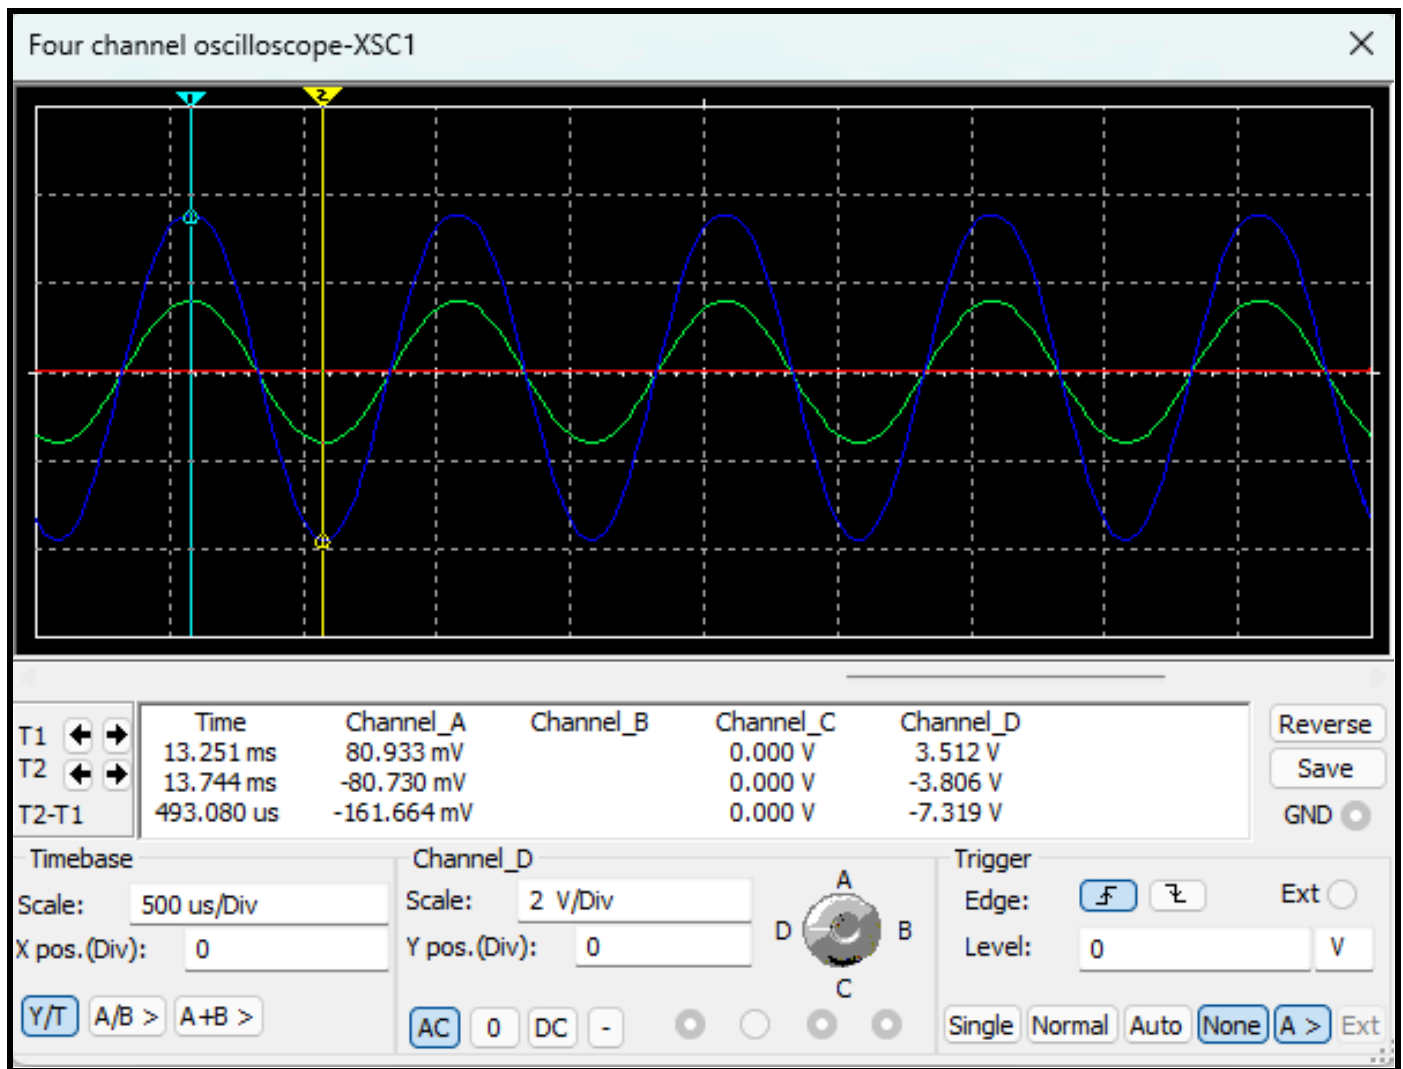 Four channel oscilloscope-XSC1
1 2
Time Channel_A Channel_B Channel_C Channel_D
T1 13.251 ms 80.933 mV 0.000 V 3.512 V
T2 13.744 ms -80.730 mV 0.000 V -3.806 V
T2-T1 493.080 us -161.664 mV 0.000 V -7.319 V
Reverse
Save
GND
Timebase
Scale: 500 us/Div
X pos.(Div): 0
Y/T A/B > A+B >
Channel_D
Scale: 2 V/Div
Y pos.(Div): 0
AC 0 DC -
A
D B
C
Trigger
Edge: Ext
Level: 0 V
Single Normal Auto None A > Ext